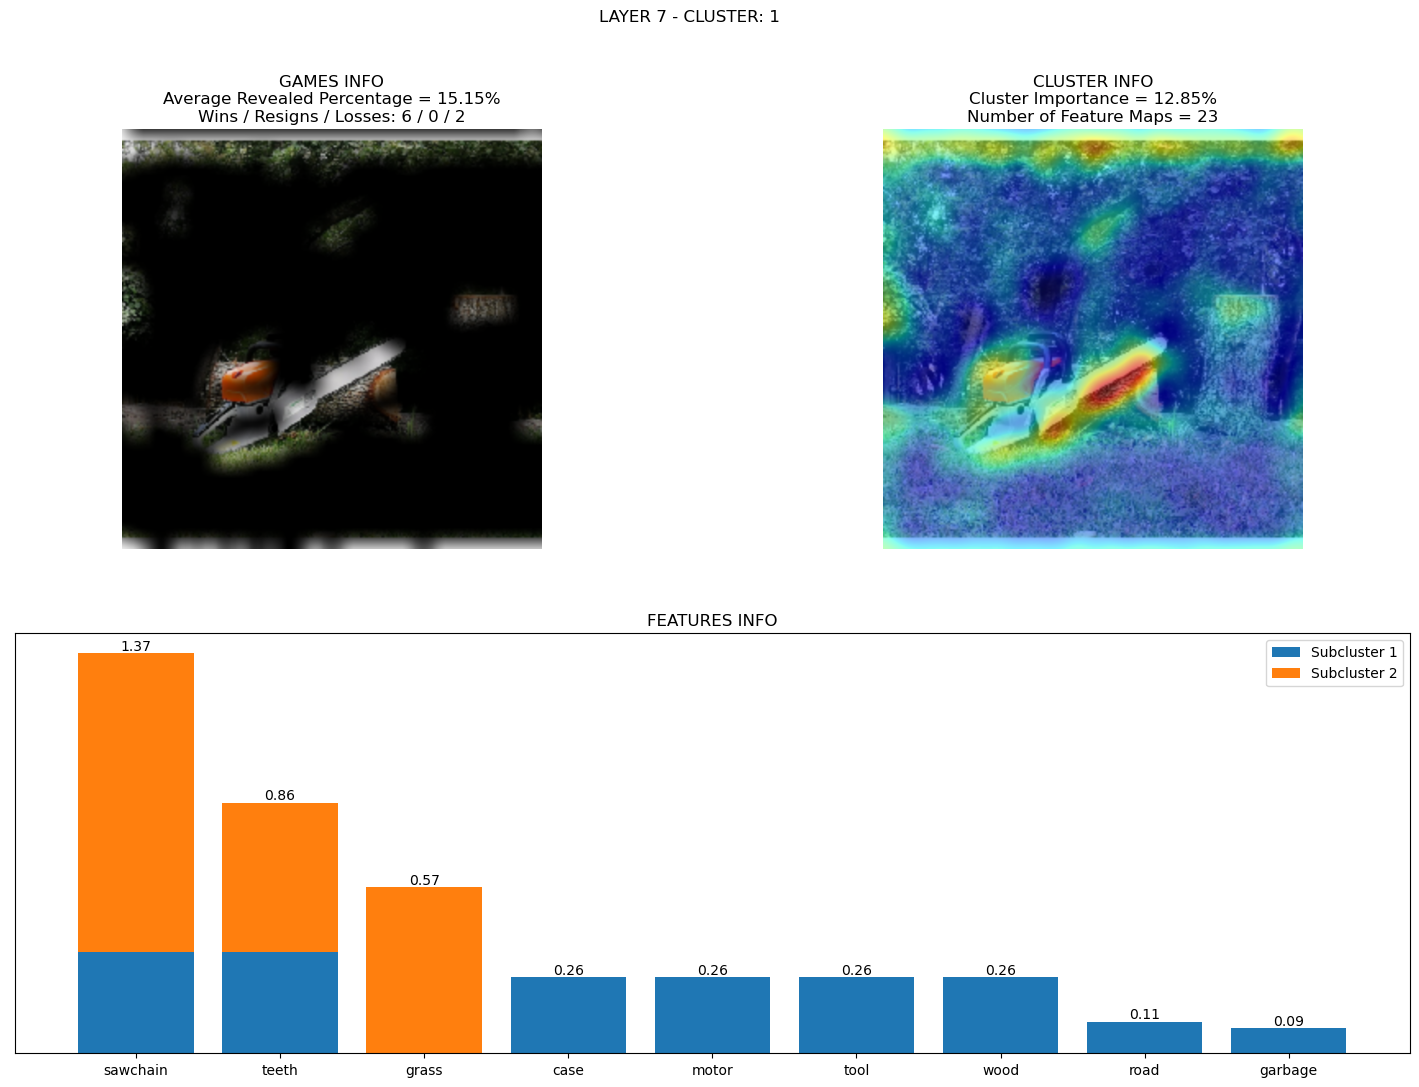 LAYER 7 - CLUSTER: 1
GAMES INFO
Average Revealed Percentage = 15.15%
Wins / Resigns / Losses: 6 / 0 / 2
CLUSTER INFO
Cluster Importance = 12.85%
Number of Feature Maps = 23
FEATURES INFO
Subcluster 1
Subcluster 2
1.37
0.86
0.57
0.26
0.26
0.26
0.26
0.11
0.09
sawchain
teeth
grass
case
motor
tool
wood
road
garbage